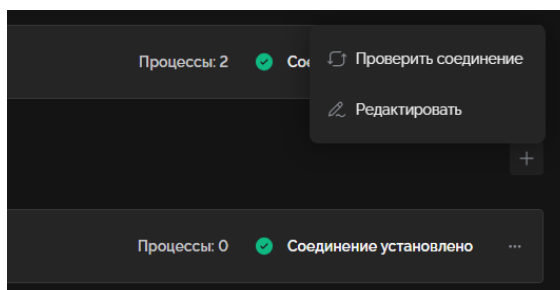 Процессы: 2
Проверить соединение
Редактировать
Процессы: 0 Соединение установлено